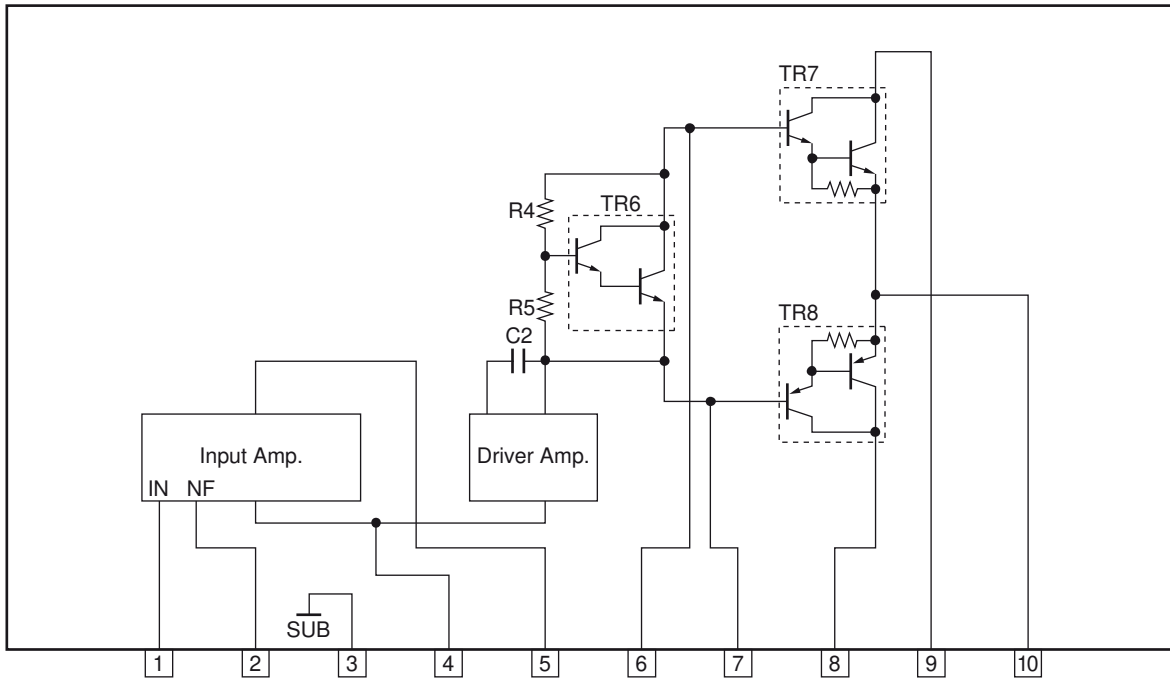 TR7
R4
TR6
R5
TR8
C2
Input Amp.
Driver Amp.
IN NF
SUB
1 2 3 4 5 6 7 8 9 10